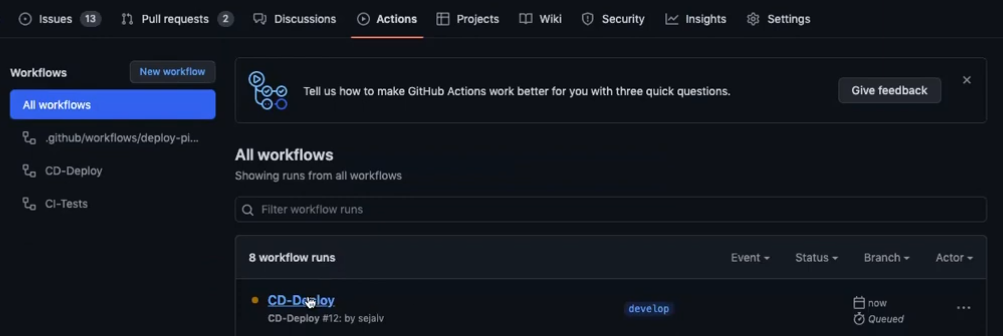 Issues 13 Pull requests 2 Discussions Actions Projects Wiki Security Insights Settings
Workflows New workflow
All workflows
.github/workflows/deploy-pi...
CD-Deploy
CI-Tests
Tell us how to make GitHub Actions work better for you with three quick questions. Give feedback
All workflows
Showing runs from all workflows
Filter workflow runs
8 workflow runs Event Status Branch Actor
CD-Deploy develop now
CD-Deploy #12: by sejalv Queued